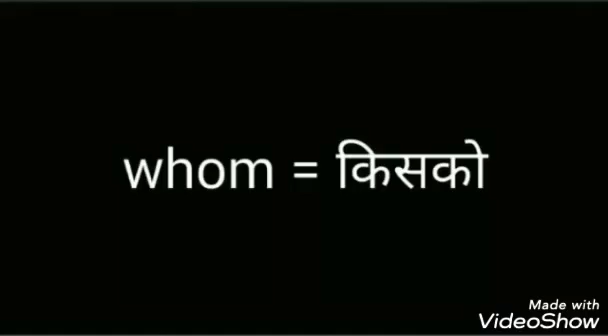 whom = किसको
Made with
VideoShow